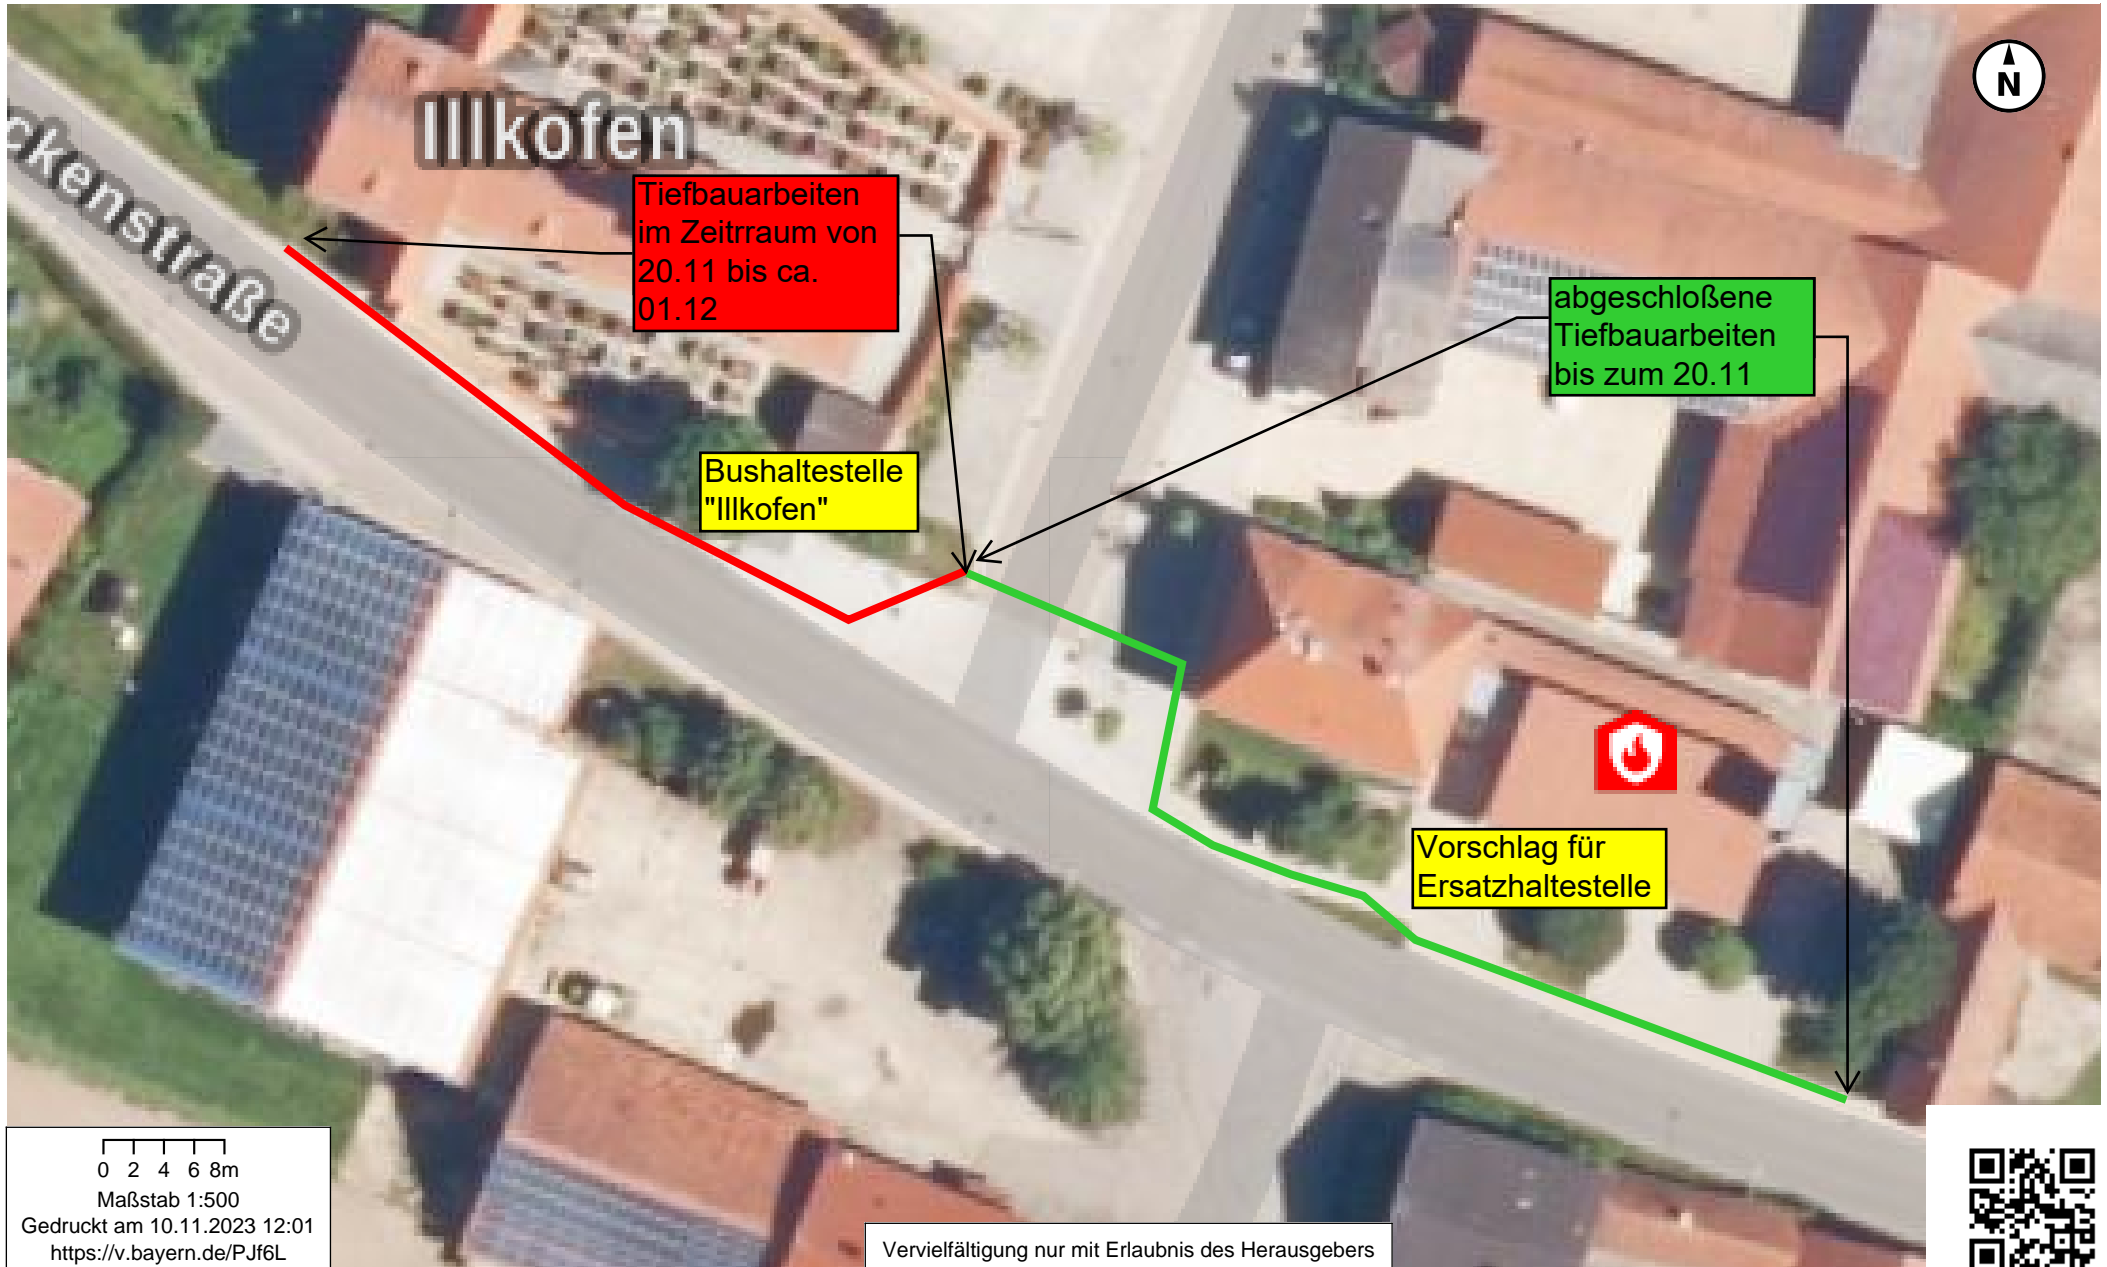 Illkofen
ckenstraße
N
Tiefbauarbeiten
im Zeitrraum von
20.11 bis ca.
01.12
abgeschloßene
Tiefbauarbeiten
bis zum 20.11
Bushaltestelle
"Illkofen"
Vorschlag für
Ersatzhaltestelle
0 2 4 6 8m
Maßstab 1:500
Gedruckt am 10.11.2023 12:01
https://v.bayern.de/PJf6L
Vervielfältigung nur mit Erlaubnis des Herausgebers